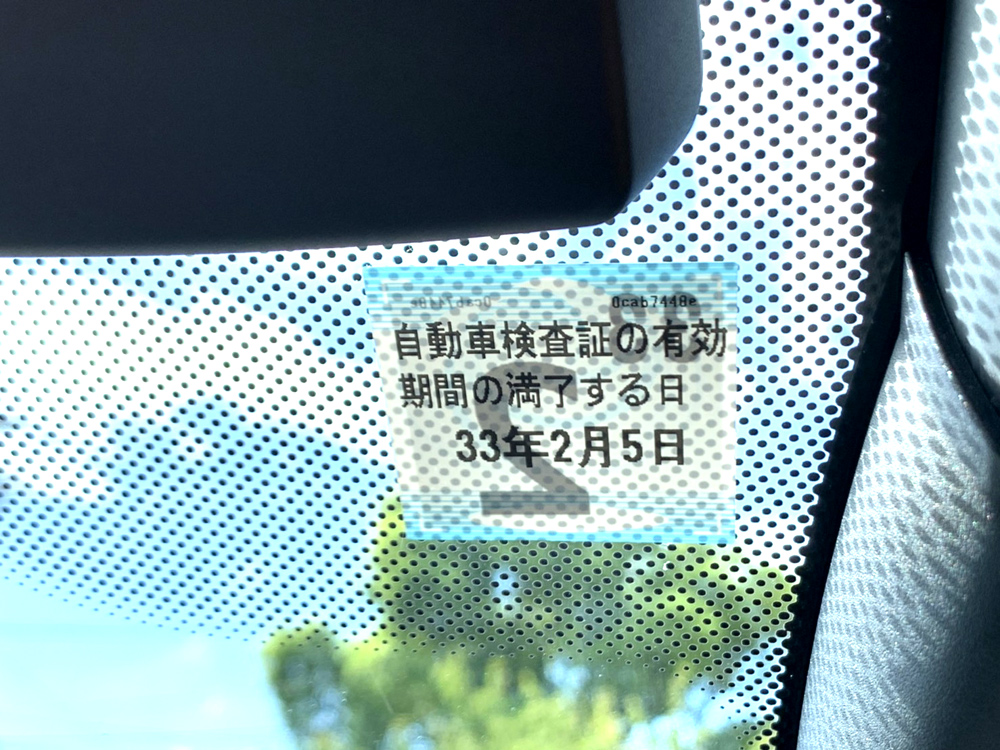 0cab7448e
自動車検査証の有効
期間の満了する日
33年2月5日
2